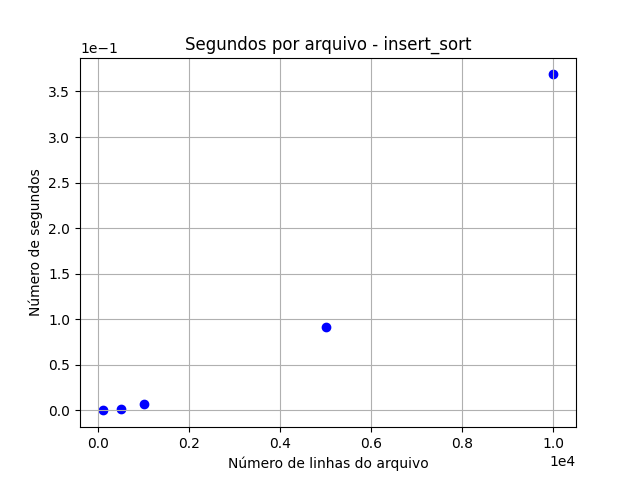 Segundos por arquivo - insert_sort
1e−1
3.5
3.0
2.5
2.0
1.5
1.0
0.5
0.0
Número de segundos
0.0 0.2 0.4 0.6 0.8 1.0
1e4
Número de linhas do arquivo